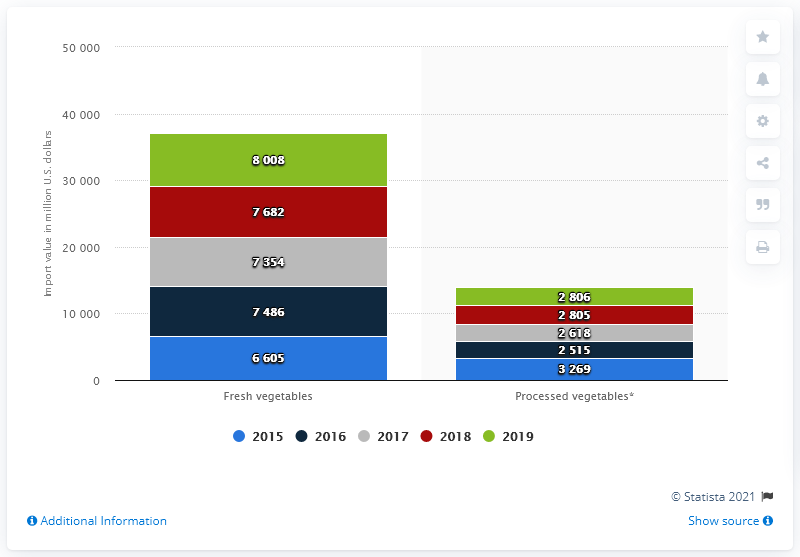 50 000
40 000
30 000
20 000
10 000
0
Import value in million U.S. dollars
8 008
7 682
7 354
7 486
6 605
2 806
2 805
2 618
2 515
3 269
Fresh vegetables
Processed vegetables*
2015 2016 2017 2018 2019
© Statista 2021
Additional Information
Show source